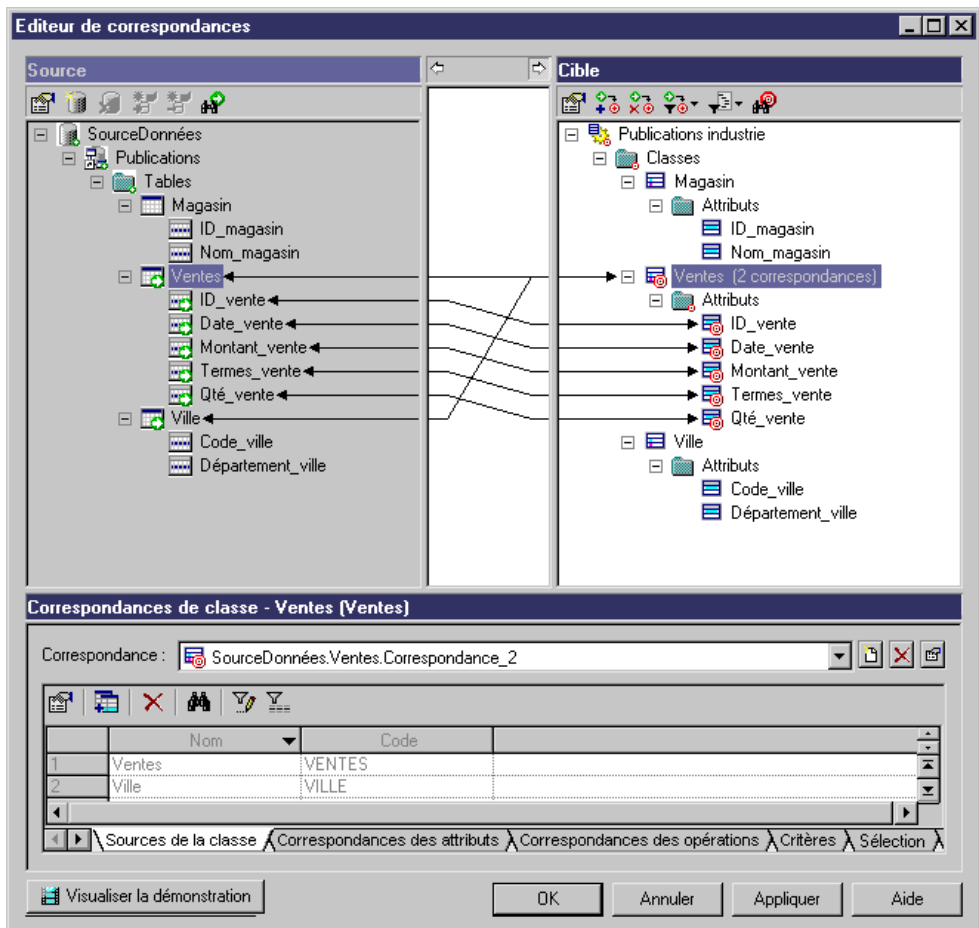 Editeur de correspondances
Source
Cible
SourceDonnées
Publications
Tables
Magasin
ID_magasin
Nom_magasin
Ventes
ID_vente
Date_vente
Montant_vente
Termes_vente
Qté_vente
Ville
Code_ville
Département_ville
Publications industrie
Classes
Magasin
Attributs
ID_magasin
Nom_magasin
Ventes (2 correspondances)
Attributs
ID_vente
Date_vente
Montant_vente
Termes_vente
Qté_vente
Ville
Attributs
Code_ville
Département_ville
Correspondances de classe - Ventes (Ventes)
Correspondance : SourceDonnées.Ventes.Correspondance_2
Nom Code
1 Ventes VENTES
2 Ville VILLE
Sources de la classe Correspondances des attributs Correspondances des opérations Critères Sélection
Visualiser la démonstration OK Annuler Appliquer Aide